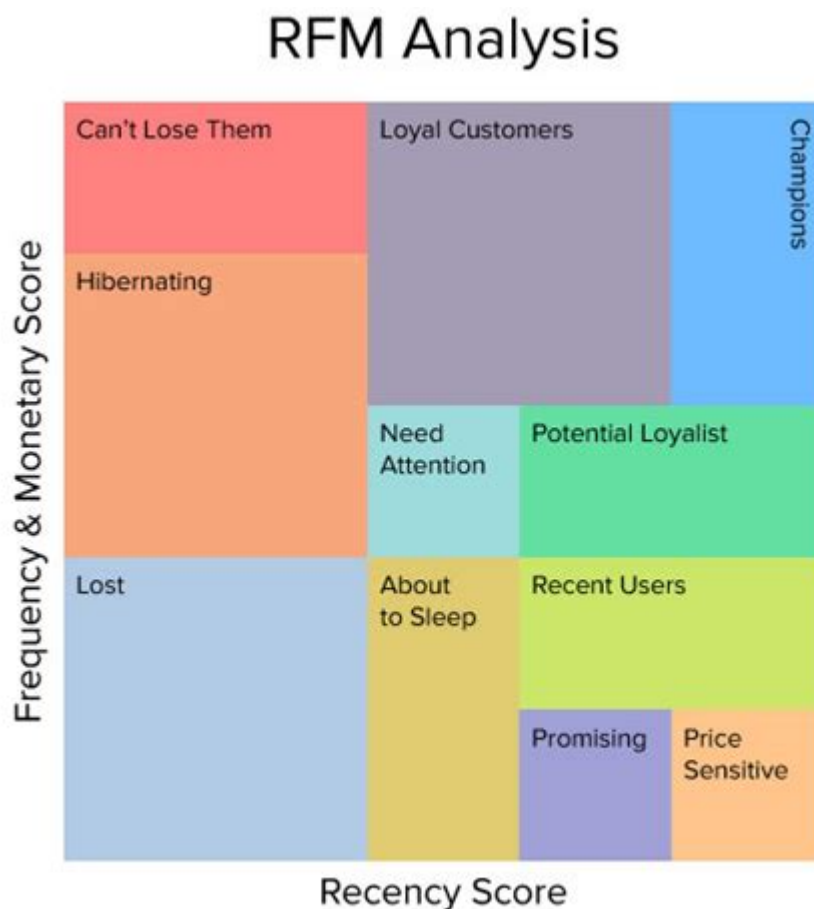 RFM Analysis
Can't Lose Them
Loyal Customers
Champions
Hibernating
Need
Attention
Potential Loyalist
Lost
About
to Sleep
Recent Users
Promising
Price
Sensitive
Frequency & Monetary Score
Recency Score